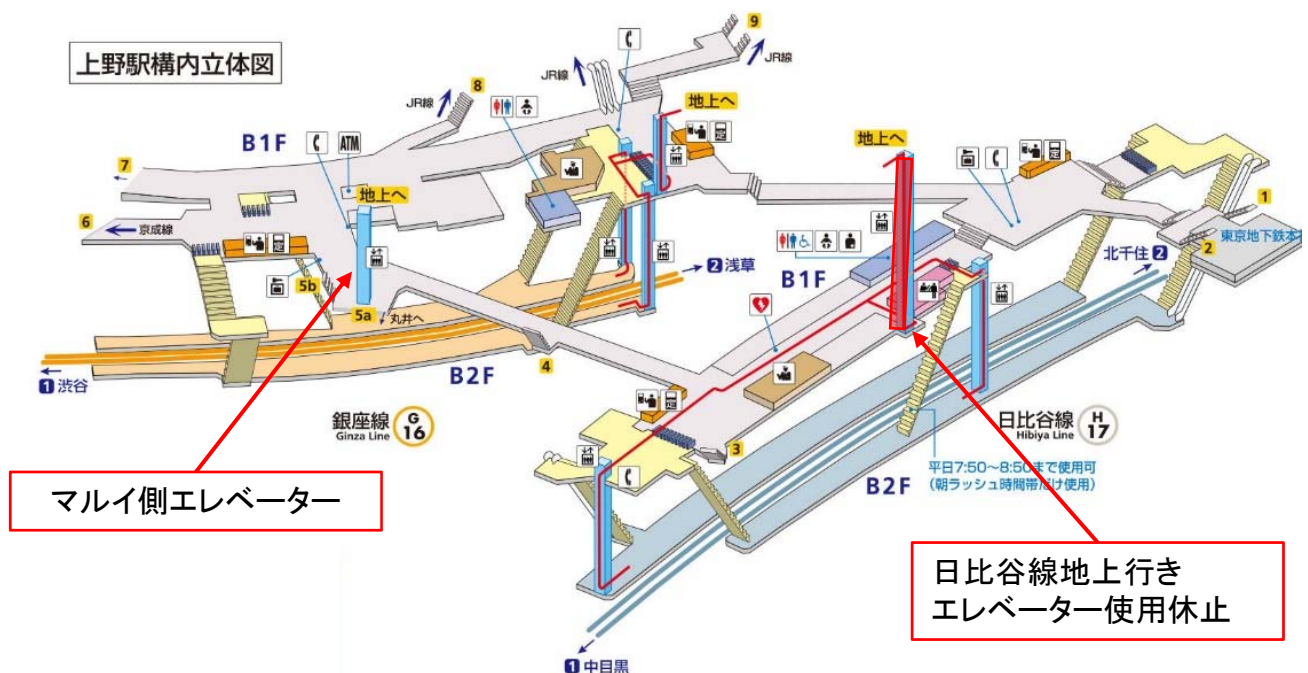 上野駅構内立体図
9
JR線
JR線
8
JR線
地上へ
B1F
ATM
7
地上へ
地上へ
6
京成線
1
2
東京地下鉄本
北千住 2
2 浅草
B1F
5b
5a
丸井へ
4
1 渋谷
B2F
銀座線
Ginza Line
G
16
日比谷線
Hibiya Line
H
17
3
平日7:50～8:50まで使用可
(朝ラッシュ時間帯だけ使用)
B2F
マルイ側エレベーター
日比谷線地上行き
エレベーター使用休止
1 中目黒